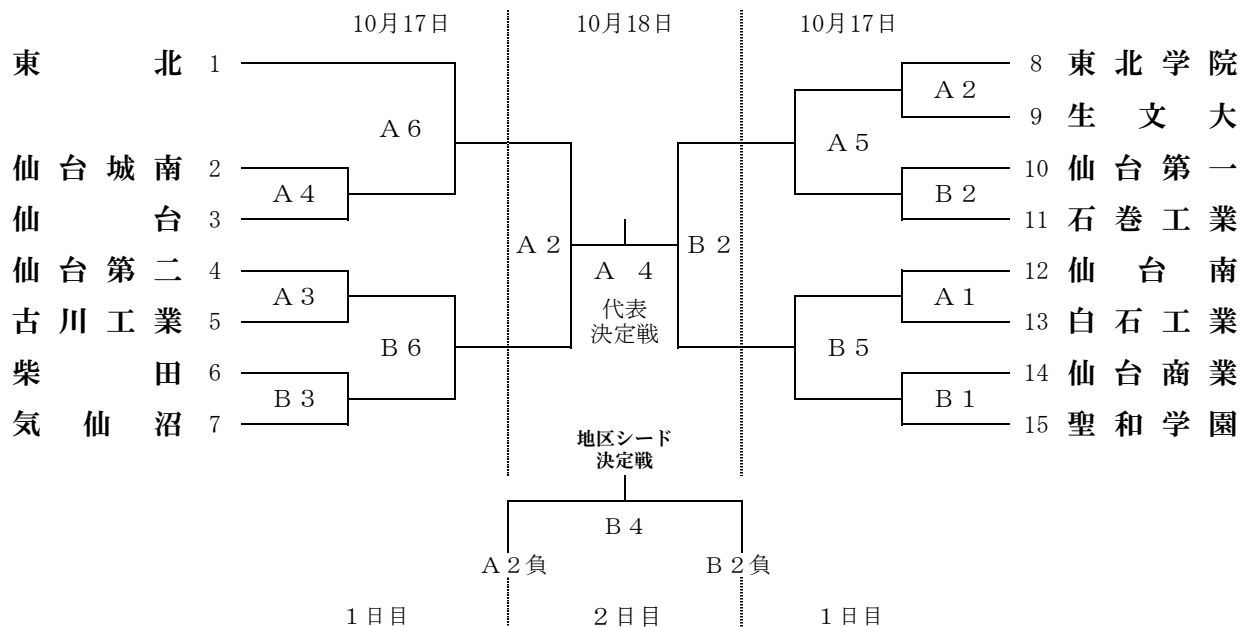 10月17日 10月18日 10月17日
東北 1
8 東北学院
A2
A6
9 生文大
A5
仙台城南 2
10 仙台第一
A4
B2
仙台 3
11 石巻工業
A2 B2
仙台第二 4
A 4
12 仙台南
A3
代表
A1
古川工業 5
決定戦
13 白石工業
B6
B5
柴田 6
14 仙台商業
B3
B1
気仙沼 7
15 聖和学園
地区シード
決定戦
B4
A2負 B2負
1日目 2日目 1日目